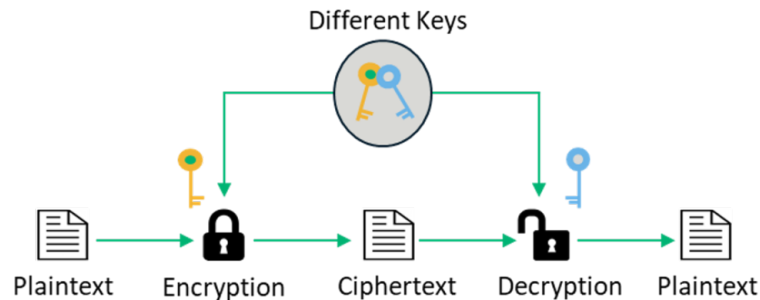 Different Keys
Plaintext
Encryption
Ciphertext
Decryption
Plaintext